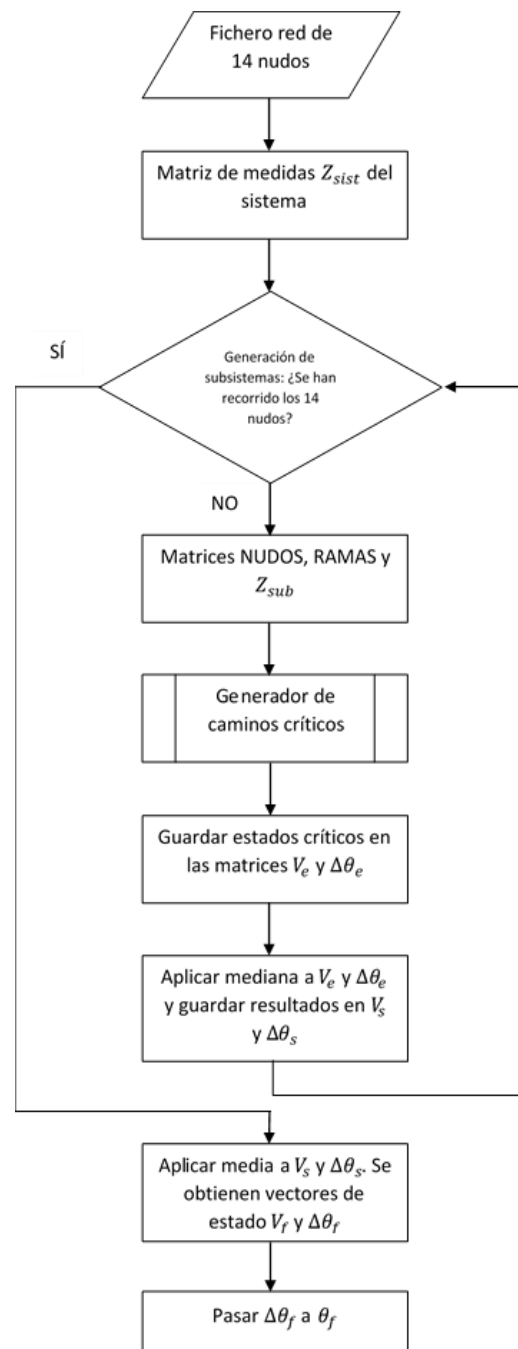 Fichero red de
14 nudos
Matriz de medidas Z_sist del
sistema
SÍ
Generación de
subsistemas: ¿Se han
recorrido los 14
nudos?
NO
Matrices NUDOS, RAMAS y
Z_sub
Generador de
caminos críticos
Guardar estados críticos en
las matrices V_e y Δθ_e
Aplicar mediana a V_e y Δθ_e
y guardar resultados en V_s
y Δθ_s
Aplicar media a V_s y Δθ_s. Se
obtienen vectores de
estado V_f y Δθ_f
Pasar Δθ_f a θ_f